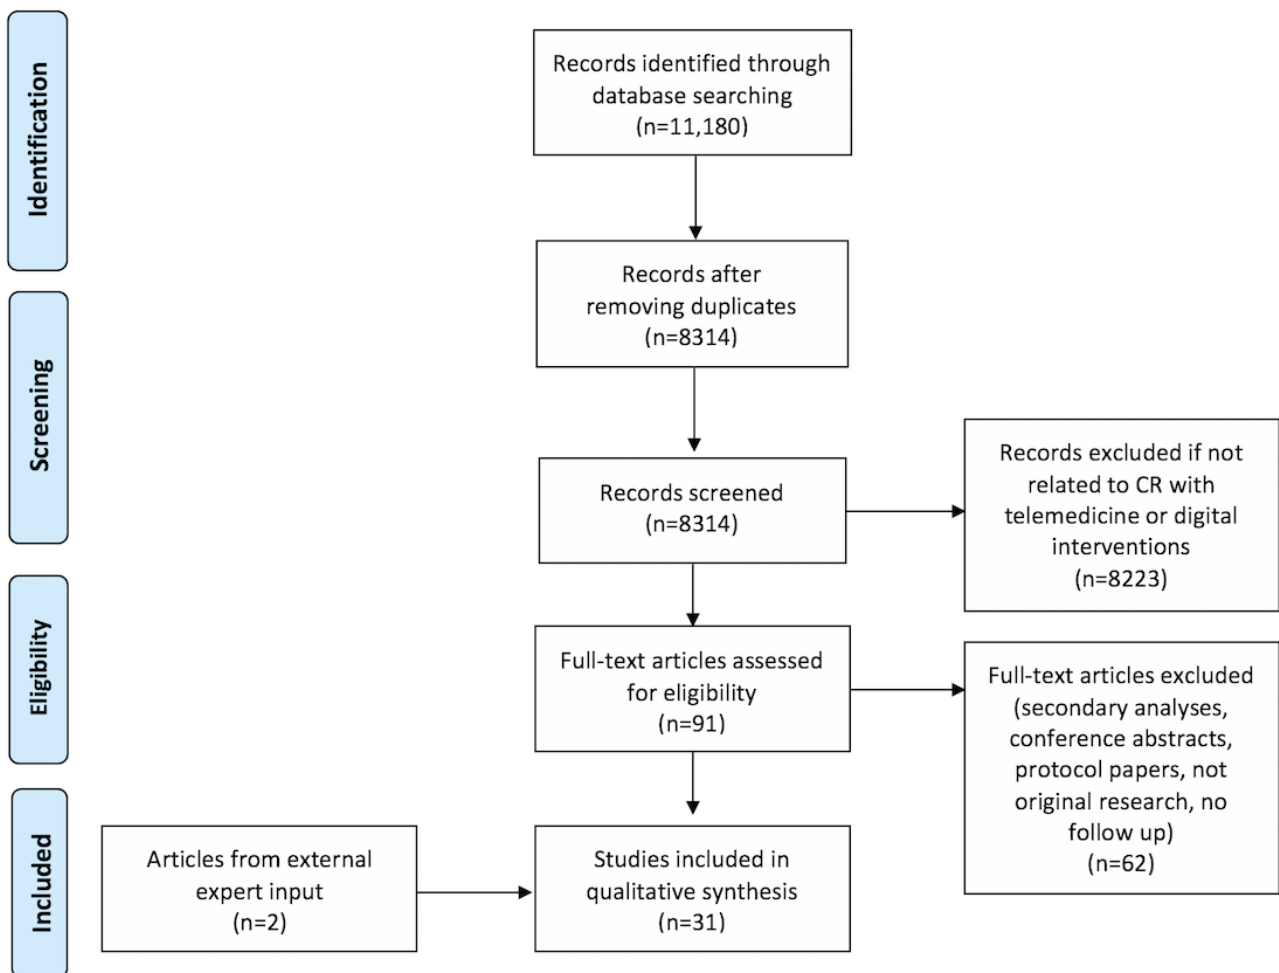 Identification
Records identified through
database searching
(n=11,180)
Records after
removing duplicates
(n=8314)
Screening
Records screened
(n=8314)
Records excluded if not
related to CR with
telemedicine or digital
interventions
(n=8223)
Eligibility
Full-text articles assessed
for eligibility
(n=91)
Full-text articles excluded
(secondary analyses,
conference abstracts,
protocol papers, not
original research, no
follow up)
(n=62)
Included
Articles from external
expert input
(n=2)
Studies included in
qualitative synthesis
(n=31)